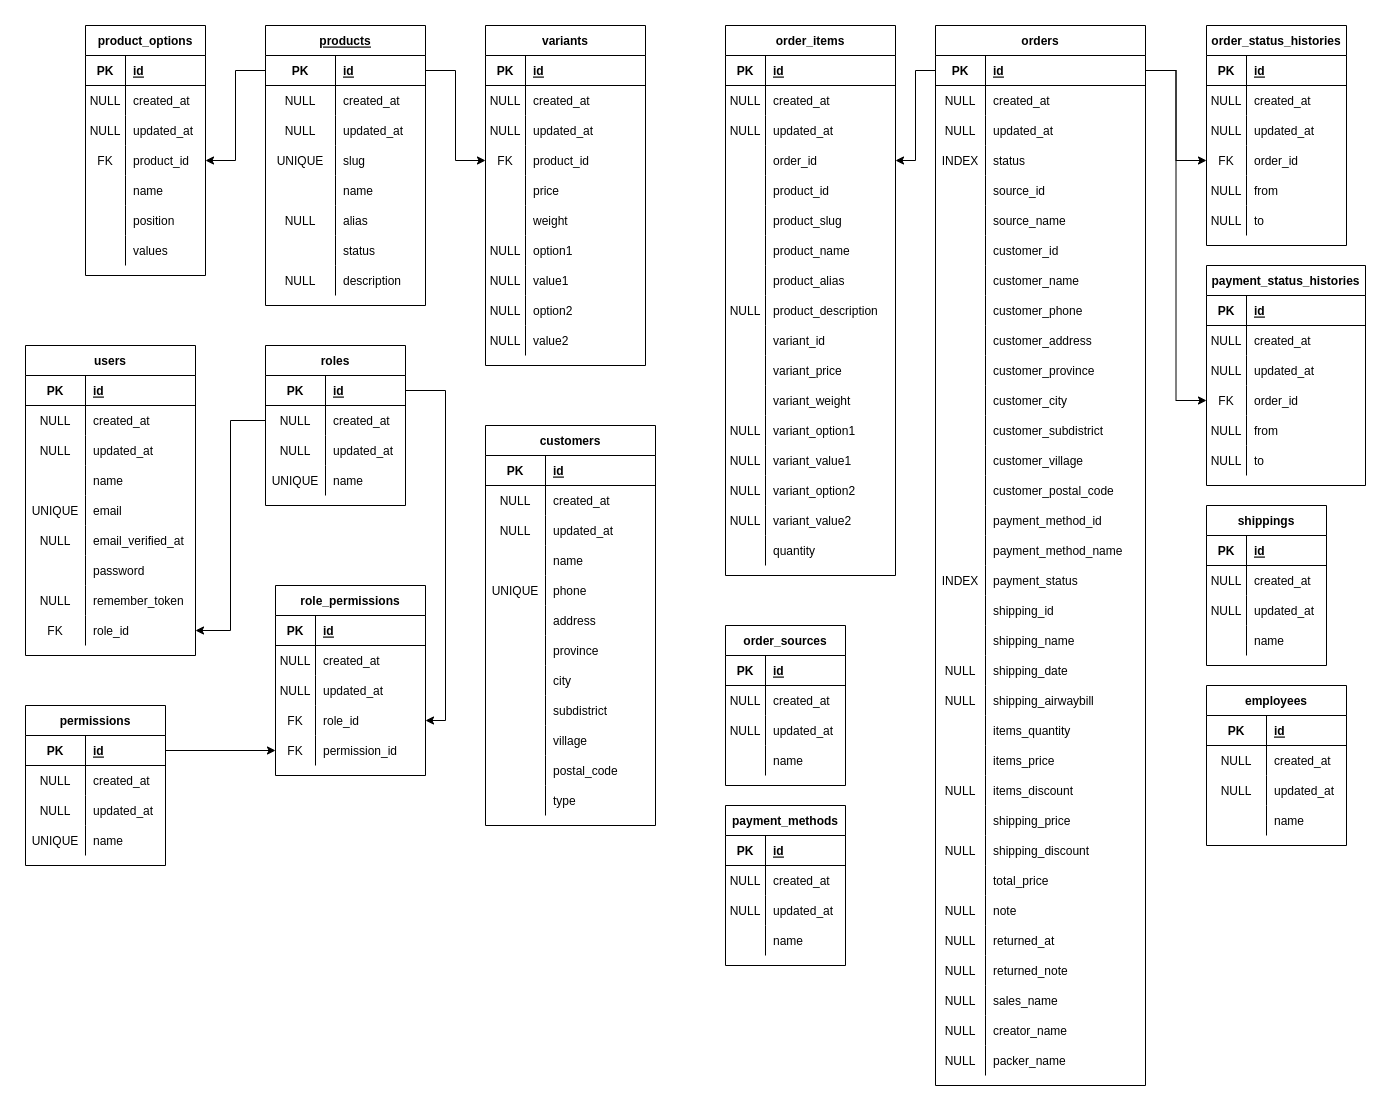 product_options
PK id
NULL created_at
NULL updated_at
FK product_id
name
position
values
products
PK id
NULL created_at
NULL updated_at
UNIQUE slug
name
NULL alias
status
NULL description
variants
PK id
NULL created_at
NULL updated_at
FK product_id
price
weight
NULL option1
NULL value1
NULL option2
NULL value2
users
PK id
NULL created_at
NULL updated_at
name
UNIQUE email
NULL email_verified_at
password
NULL remember_token
FK role_id
roles
PK id
NULL created_at
NULL updated_at
UNIQUE name
role_permissions
PK id
NULL created_at
NULL updated_at
FK role_id
FK permission_id
permissions
PK id
NULL created_at
NULL updated_at
UNIQUE name
customers
PK id
NULL created_at
NULL updated_at
name
UNIQUE phone
address
province
city
subdistrict
village
postal_code
type
order_items
PK id
NULL created_at
NULL updated_at
order_id
product_id
product_slug
product_name
product_alias
NULL product_description
variant_id
variant_price
variant_weight
NULL variant_option1
NULL variant_value1
NULL variant_option2
NULL variant_value2
quantity
order_sources
PK id
NULL created_at
NULL updated_at
name
payment_methods
PK id
NULL created_at
NULL updated_at
name
orders
PK id
NULL created_at
NULL updated_at
INDEX status
source_id
source_name
customer_id
customer_name
customer_phone
customer_address
customer_province
customer_city
customer_subdistrict
customer_village
customer_postal_code
payment_method_id
payment_method_name
INDEX payment_status
shipping_id
shipping_name
NULL shipping_date
NULL shipping_airwaybill
items_quantity
items_price
NULL items_discount
shipping_price
NULL shipping_discount
total_price
NULL note
NULL returned_at
NULL returned_note
NULL sales_name
NULL creator_name
NULL packer_name
order_status_histories
PK id
NULL created_at
NULL updated_at
FK order_id
NULL from
NULL to
payment_status_histories
PK id
NULL created_at
NULL updated_at
FK order_id
NULL from
NULL to
shippings
PK id
NULL created_at
NULL updated_at
name
employees
PK id
NULL created_at
NULL updated_at
name